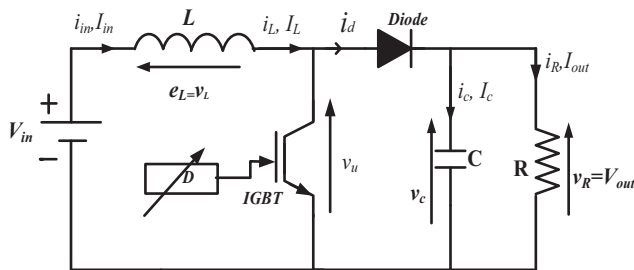 i_in, I_in
L
i_L, I_L
i_d
Diode
e_L=v_L
i_c, I_c
i_R, I_out
+
V_in
−
D
IGBT
v_u
v_c
C
R
v_R=V_out